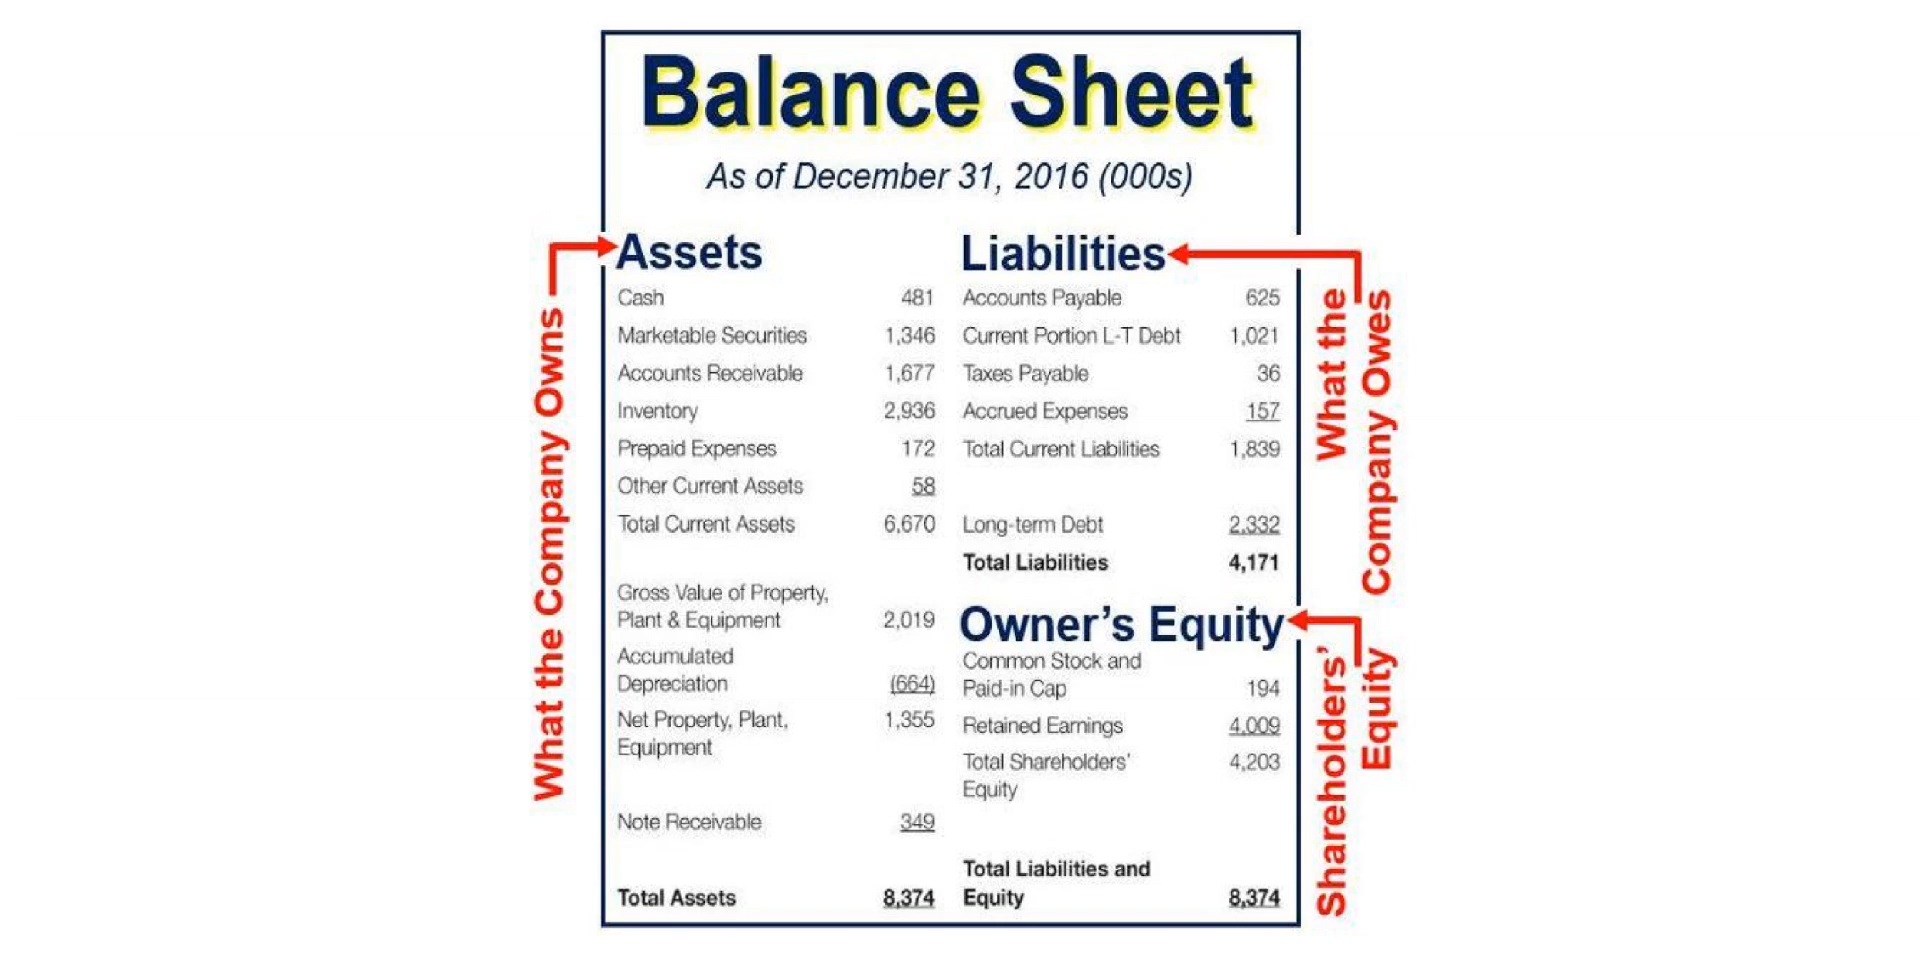 Balance Sheet
As of December 31, 2016 (000s)
What the Company Owns
Assets
Cash 481
Marketable Securities 1,346
Accounts Receivable 1,677
Inventory 2,936
Prepaid Expenses 172
Other Current Assets 58
Total Current Assets 6,670
Gross Value of Property,
Plant & Equipment 2,019
Accumulated
Depreciation (664)
Net Property, Plant, 1,355
Equipment
Note Receivable 349
Total Assets 8,374
Liabilities
Accounts Payable 625
Current Portion L-T Debt 1,021
Taxes Payable 36
Accrued Expenses 157
Total Current Liabilities 1,839
Long-term Debt 2,332
Total Liabilities 4,171
Owner's Equity
Common Stock and
Paid-in Cap 194
Retained Earnings 4,009
Total Shareholders' 4,203
Equity
Total Liabilities and
Equity 8,374
What the
Company Owes
Shareholders'
Equity